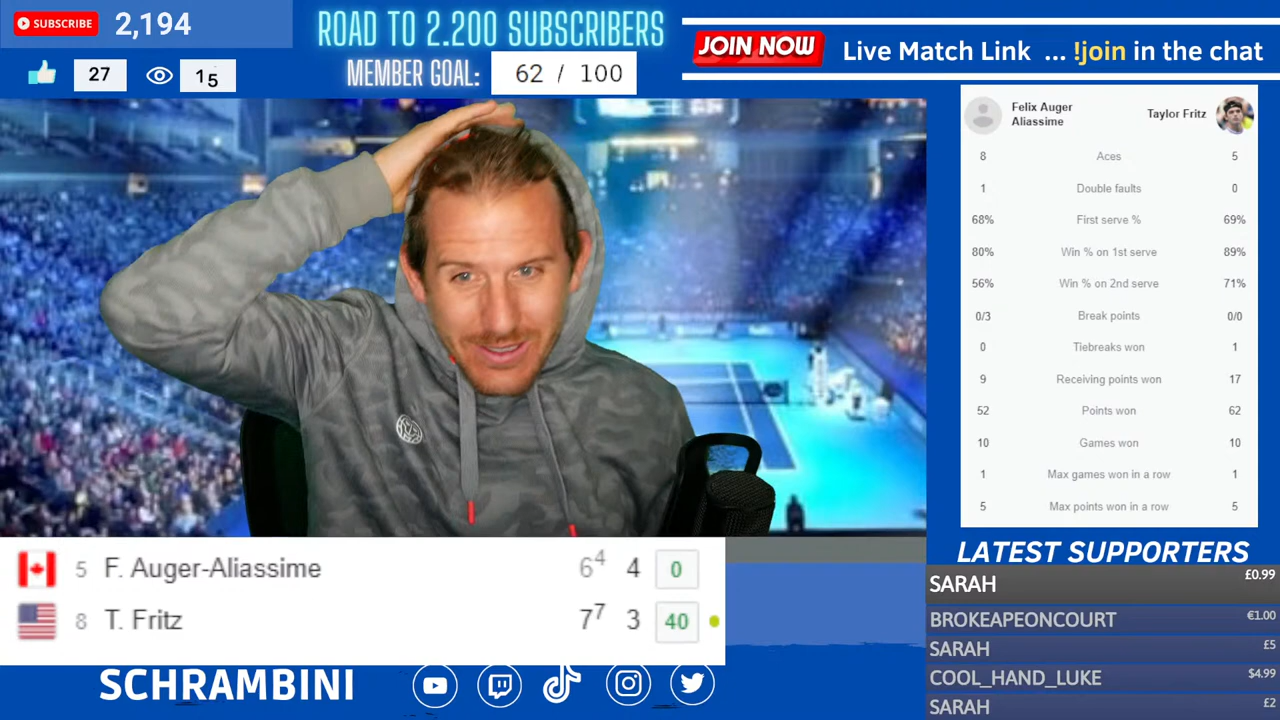 SUBSCRIBE 2,194
ROAD TO 2.200 SUBSCRIBERS
27 15
MEMBER GOAL: 62 / 100
JOIN NOW Live Match Link ... !join in the chat
Felix Auger Aliassime Taylor Fritz
8 Aces 5
1 Double faults 0
68% First serve % 69%
80% Win % on 1st serve 89%
56% Win % on 2nd serve 71%
0/3 Break points 0/0
0 Tiebreaks won 1
9 Receiving points won 17
52 Points won 62
10 Games won 10
1 Max games won in a row 1
5 Max points won in a row 5
5 F. Auger-Aliassime 6⁴ 4 0
8 T. Fritz 7⁷ 3 40
LATEST SUPPORTERS
SARAH £0.99
BROKEAPEONCOURT €1.00
SARAH £5
COOL_HAND_LUKE $4.99
SARAH £2
SCHRAMBINI